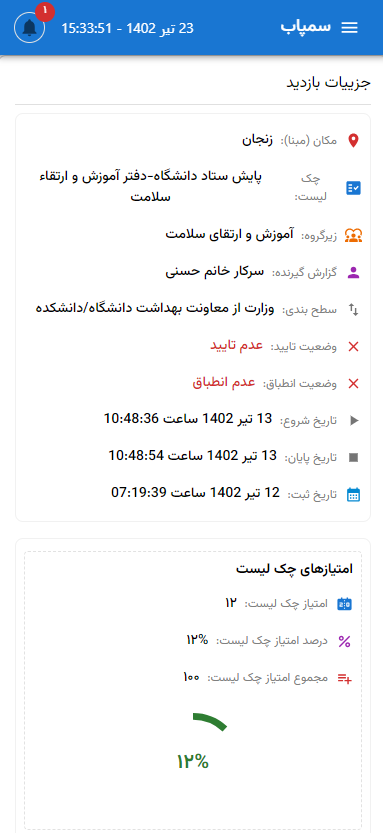 سمپاب
23 تیر 1402 - 15:33:51
۱
جزییات بازدید
مکان (مبنا): زنجان
چک لیست: پایش ستاد دانشگاه-دفتر آموزش و ارتقاء
سلامت
زیرگروه: آموزش و ارتقای سلامت
گزارش گیرنده: سرکار خانم حسنی
سطح بندی: وزارت از معاونت بهداشت دانشگاه/دانشکده
وضعیت تایید: عدم تایید
وضعیت انطباق: عدم انطباق
تاریخ شروع: 13 تیر 1402 ساعت 10:48:36
تاریخ پایان: 13 تیر 1402 ساعت 10:48:54
تاریخ ثبت: 12 تیر 1402 ساعت 07:19:39
امتیازهای چک لیست
امتیاز چک لیست: ۱۲
درصد امتیاز چک لیست: ۱۲%
مجموع امتیاز چک لیست: ۱۰۰
۱۲%